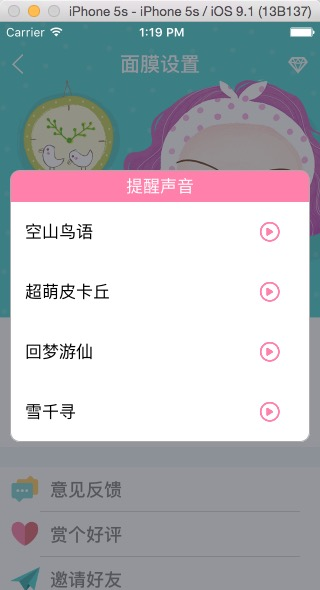 iPhone 5s - iPhone 5s / iOS 9.1 (13B137)
Carrier 1:19 PM
面膜设置
提醒声音
空山鸟语
超萌皮卡丘
回梦游仙
雪千寻
意见反馈
赏个好评
邀请好友